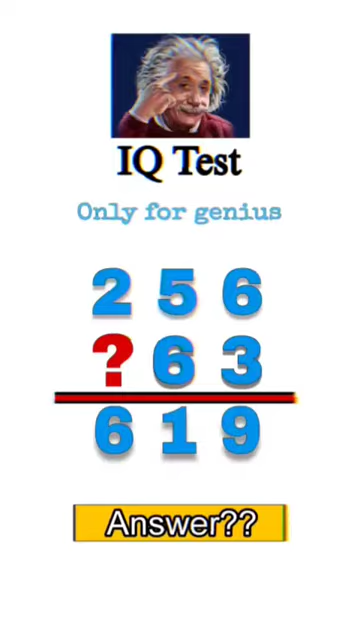 IQ Test
Only for genius
2 5 6
? 6 3
6 1 9
Answer??